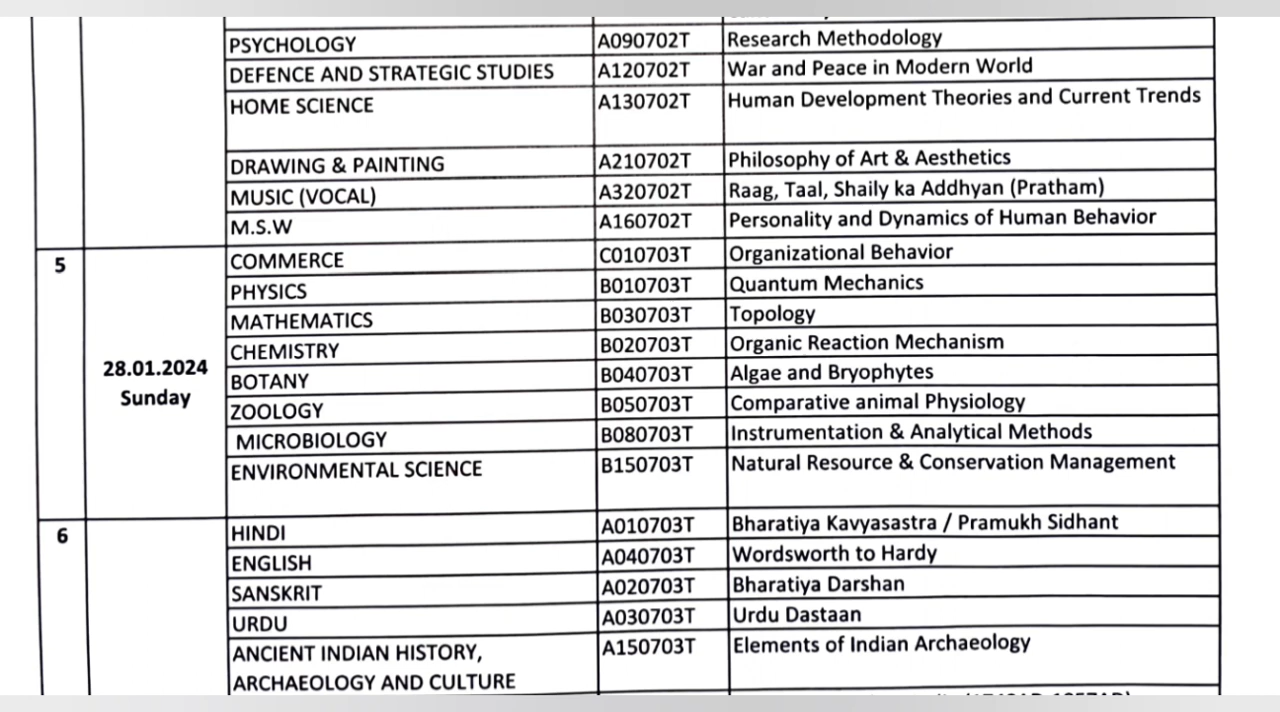 PSYCHOLOGY A090702T Research Methodology
DEFENCE AND STRATEGIC STUDIES A120702T War and Peace in Modern World
HOME SCIENCE A130702T Human Development Theories and Current Trends
DRAWING & PAINTING A210702T Philosophy of Art & Aesthetics
MUSIC (VOCAL) A320702T Raag, Taal, Shaily ka Addhyan (Pratham)
M.S.W A160702T Personality and Dynamics of Human Behavior
5 COMMERCE C010703T Organizational Behavior
PHYSICS B010703T Quantum Mechanics
MATHEMATICS B030703T Topology
CHEMISTRY B020703T Organic Reaction Mechanism
28.01.2024
Sunday
BOTANY B040703T Algae and Bryophytes
ZOOLOGY B050703T Comparative animal Physiology
MICROBIOLOGY B080703T Instrumentation & Analytical Methods
ENVIRONMENTAL SCIENCE B150703T Natural Resource & Conservation Management
6 HINDI A010703T Bharatiya Kavyasastra / Pramukh Sidhant
ENGLISH A040703T Wordsworth to Hardy
SANSKRIT A020703T Bharatiya Darshan
URDU A030703T Urdu Dastaan
ANCIENT INDIAN HISTORY, A150703T Elements of Indian Archaeology
ARCHAEOLOGY AND CULTURE